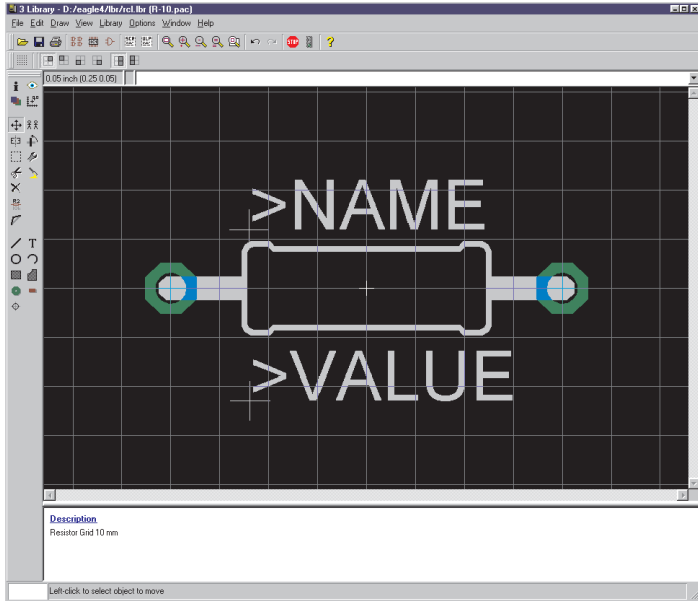 3 Library - D:/eagle4/lbr/rcl.lbr (R-10.pac)
File Edit Draw View Library Options Window Help
0.05 inch (0.25 0.05)
>NAME
>VALUE
Description
Resistor Grid 10 mm
Left-click to select object to move